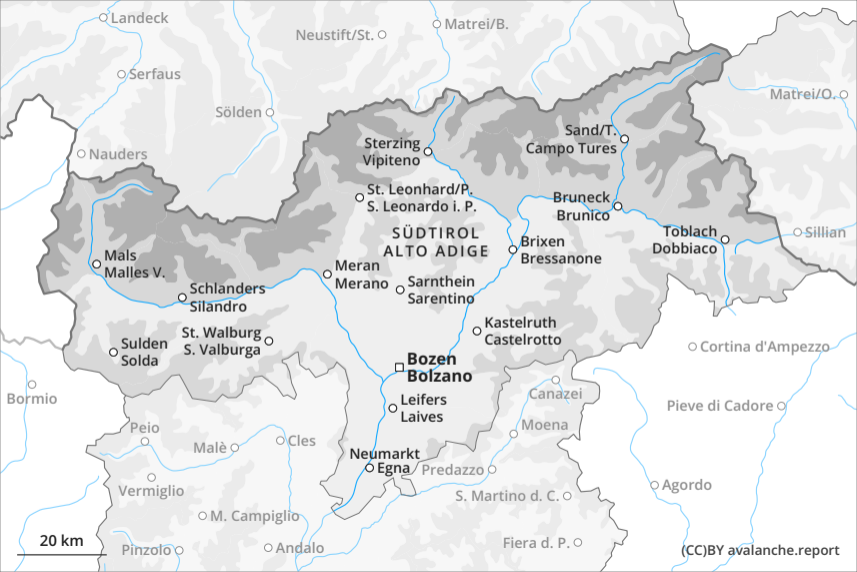 Landeck
Matrei/B.
Neustift/St.
Serfaus
Matrei/O.
Sölden
Sand/T.
Campo Tures
Sterzing
Vipiteno
Nauders
St. Leonhard/P.
S. Leonardo i. P.
Bruneck
Brunico
SÜDTIROL
ALTO ADIGE
Toblach
Dobbiaco
Sillian
Brixen
Bressanone
Mals
Malles V.
Meran
Merano
Sarnthein
Sarentino
Schlanders
Silandro
Kastelruth
Castelrotto
St. Walburg
S. Valburga
Sulden
Solda
Cortina d'Ampezzo
Bozen
Bolzano
Bormio
Canazei
Leifers
Laives
Pieve di Cadore
Peio
Moena
Malè
Cles
Neumarkt
Egna
Predazzo
Vermiglio
Agordo
S. Martino d. C.
M. Campiglio
20 km
Pinzolo
Andalo
Fiera d. P.
(CC)BY avalanche.report